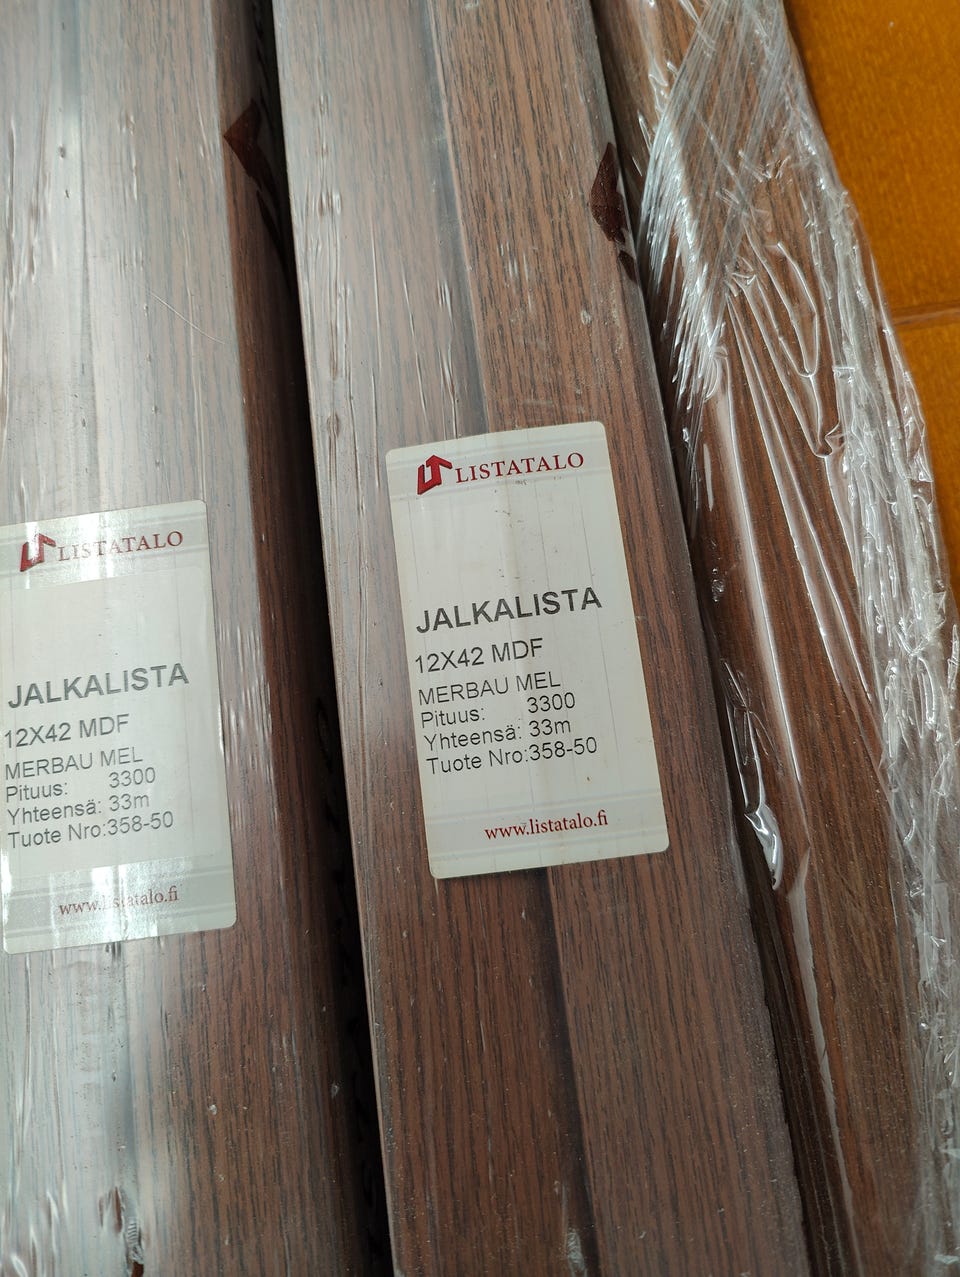 LISTATALO
JALKALISTA
12X42 MDF
MERBAU MEL
Pituus: 3300
Yhteensä: 33m
Tuote Nro:358-50
www.listatalo.fi
LISTATALO
JALKALISTA
12X42 MDF
MERBAU MEL
Pituus: 3300
Yhteensä: 33m
Tuote Nro:358-50
www.listatalo.fi